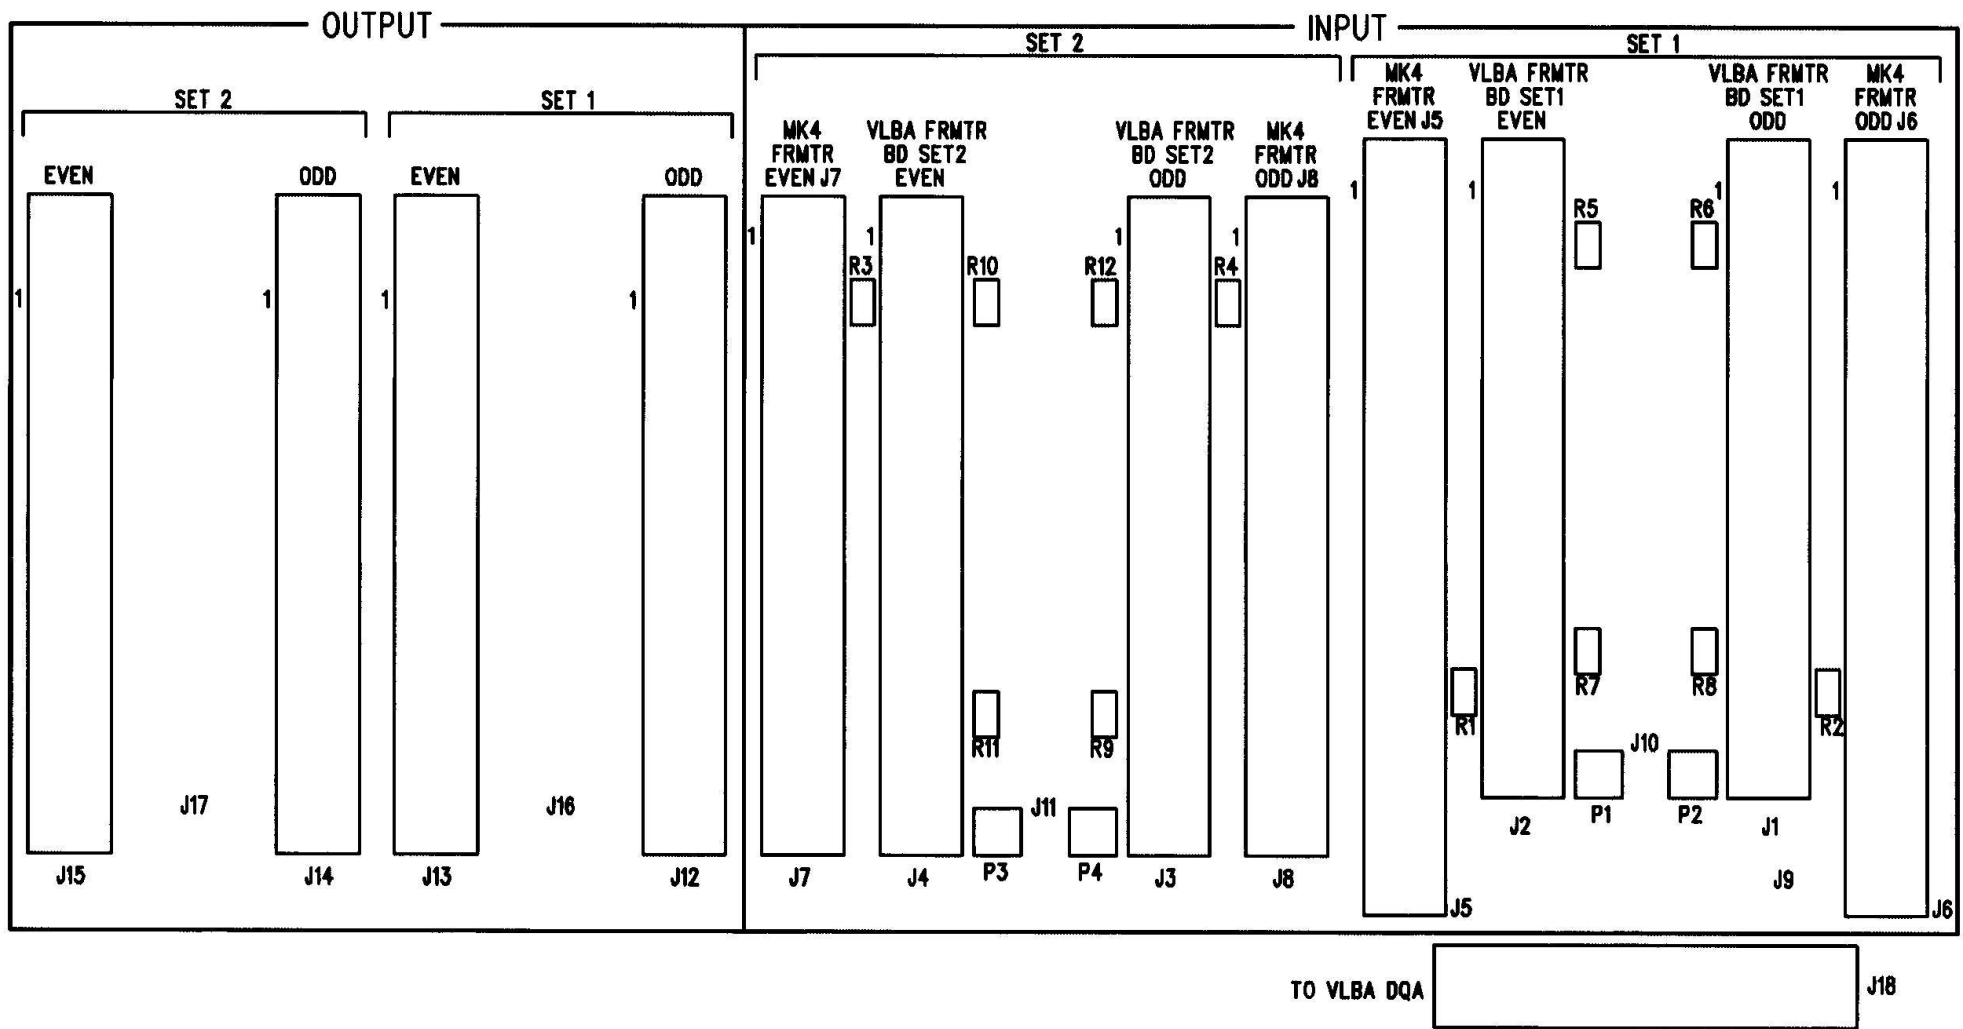 OUTPUT
INPUT
SET 2
SET 1
SET 2
SET 1
MK4
FRMTR
EVEN J5
VLBA FRMTR
BD SET1
EVEN
VLBA FRMTR
BD SET1
ODD
MK4
FRMTR
ODD J6
MK4
FRMTR
EVEN J7
VLBA FRMTR
BD SET2
EVEN
VLBA FRMTR
BD SET2
ODD
MK4
FRMTR
ODD J8
EVEN
ODD
EVEN
ODD
1
1
1
1
R5
R6
1
1
1
1
R3
R10
R12
R4
1
1
1
1
R7
R8
R1
R2
R11
R9
J10
J17
J16
J11
P1
P2
J2
J1
J15
J14
J13
J12
J7
J4
P3
P4
J3
J8
J9
J5
J6
TO VLBA DQA
J18